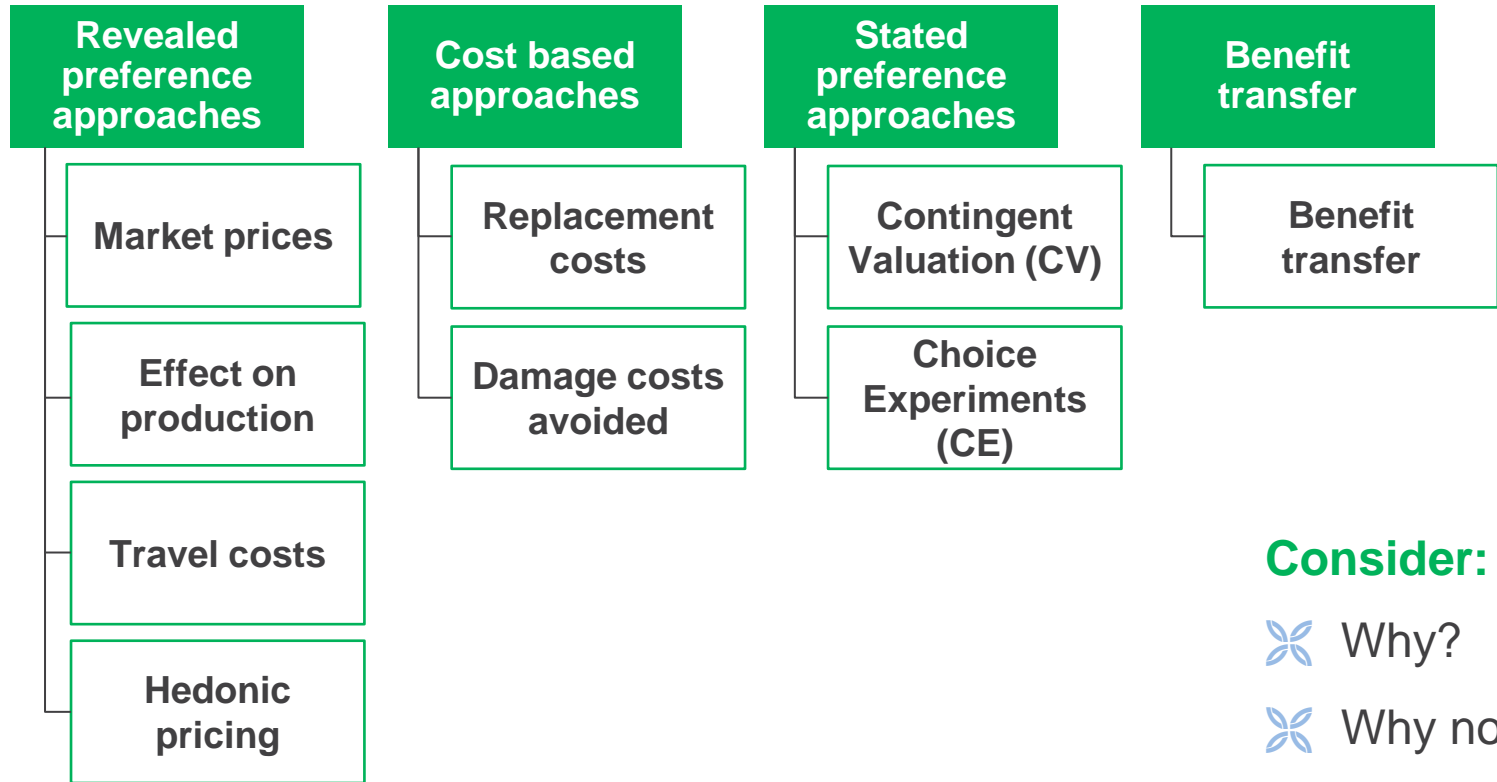 Revealed
preference
approaches
Market prices
Effect on
production
Travel costs
Hedonic
pricing
Cost based
approaches
Replacement
costs
Damage costs
avoided
Stated
preference
approaches
Contingent
Valuation (CV)
Choice
Experiments
(CE)
Benefit
transfer
Benefit
transfer
Consider:
Why?
Why